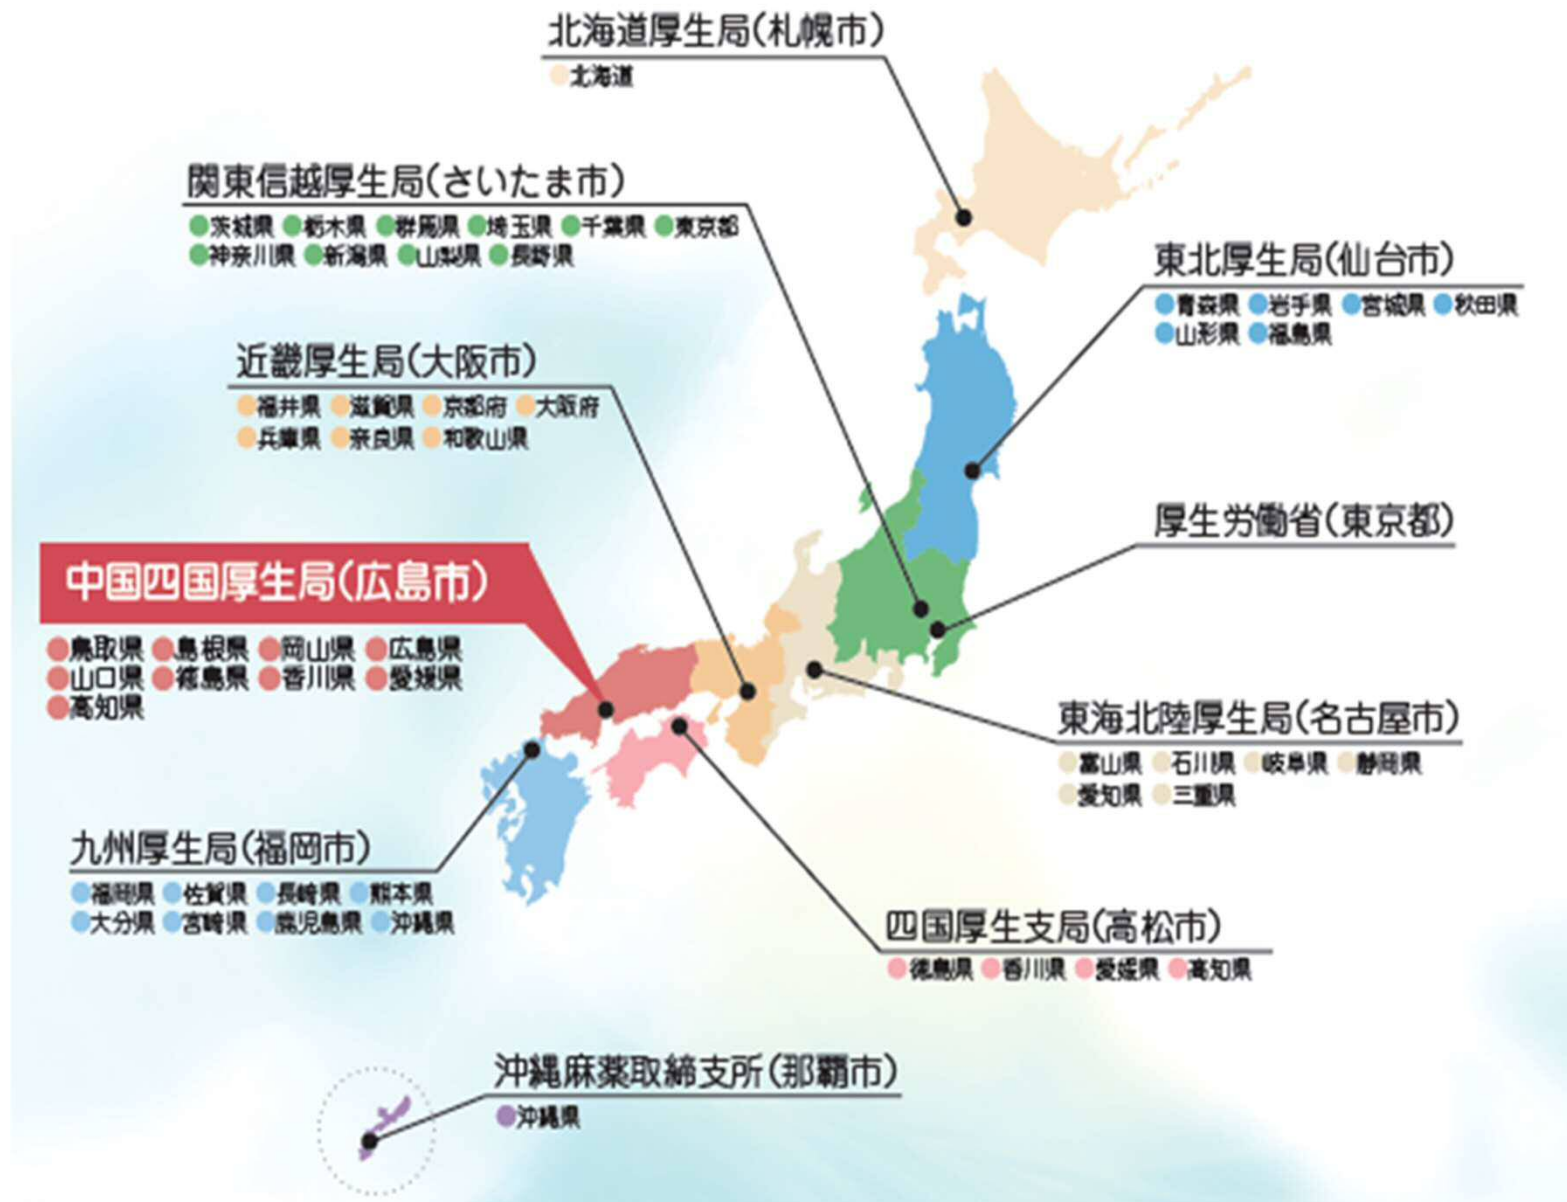 北海道厚生局(札幌市)
北海道
関東信越厚生局(さいたま市)
茨城県 栃木県 群馬県 埼玉県 千葉県 東京都
神奈川県 新潟県 山梨県 長野県
東北厚生局(仙台市)
青森県 岩手県 宮城県 秋田県
山形県 福島県
近畿厚生局(大阪市)
福井県 滋賀県 京都府 大阪府
兵庫県 奈良県 和歌山県
厚生労働省(東京都)
中国四国厚生局(広島市)
鳥取県 島根県 岡山県 広島県
山口県 徳島県 香川県 愛媛県
高知県
東海北陸厚生局(名古屋市)
富山県 石川県 岐阜県 静岡県
愛知県 三重県
九州厚生局(福岡市)
福岡県 佐賀県 長崎県 熊本県
大分県 宮崎県 鹿児島県 沖縄県
四国厚生支局(高松市)
徳島県 香川県 愛媛県 高知県
沖縄麻薬取締支所(那覇市)
沖縄県